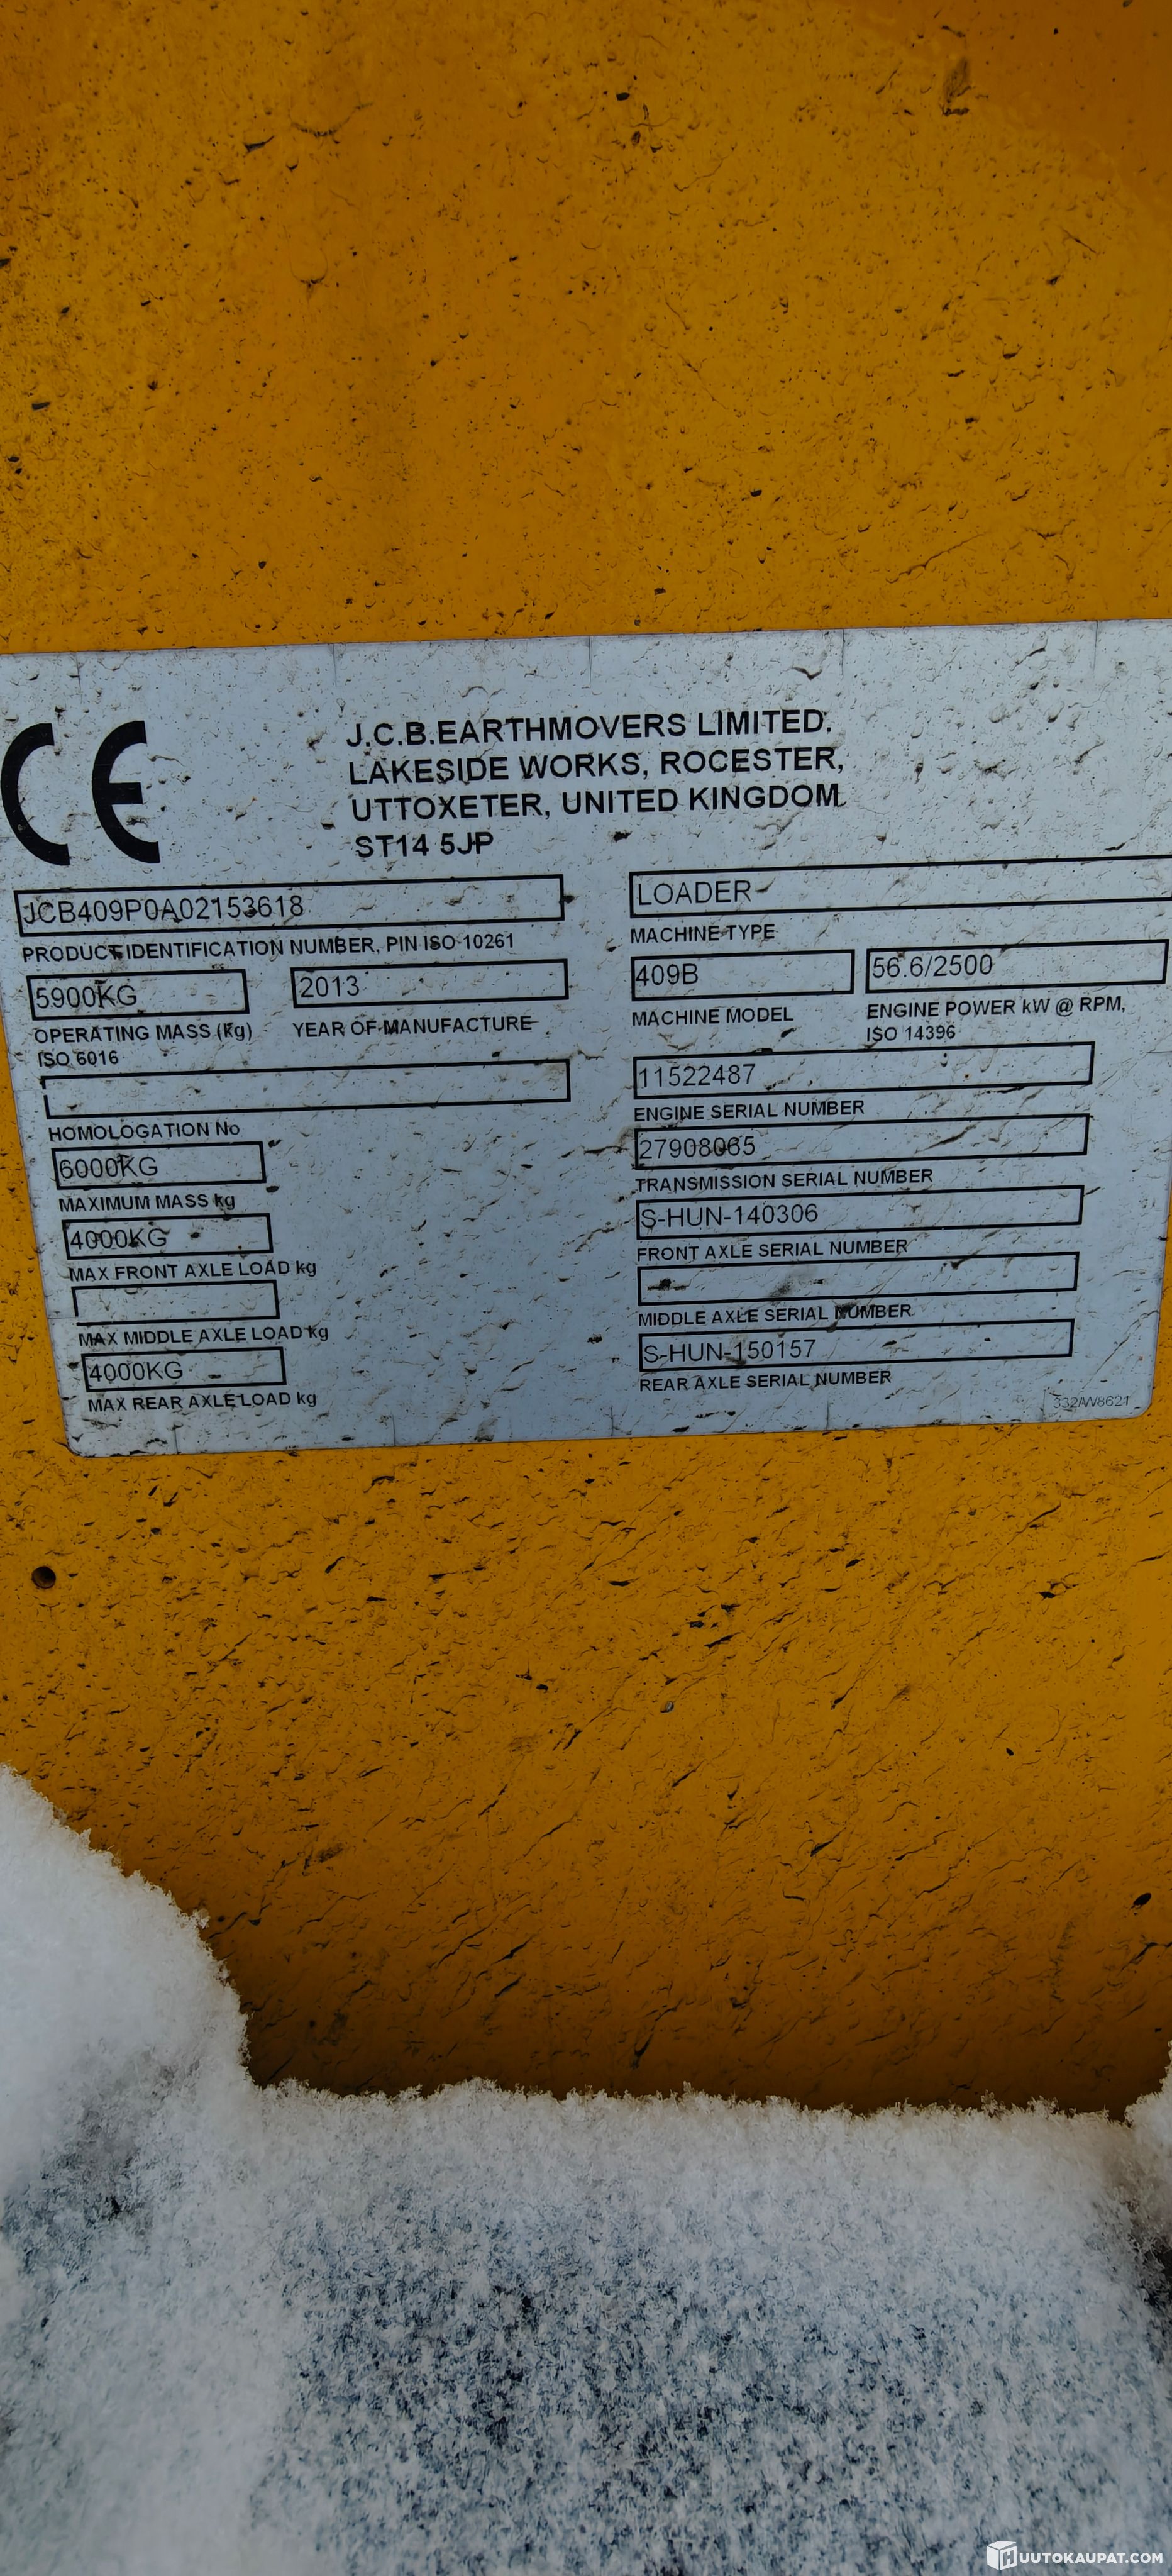 CE
J.C.B.EARTHMOVERS LIMITED.
LAKESIDE WORKS, ROCESTER,
UTTOXETER, UNITED KINGDOM
ST14 5JP
JCB409P0A02153618
PRODUCT IDENTIFICATION NUMBER, PIN ISO 10261
5900KG
OPERATING MASS (Kg)
ISO 6016
2013
YEAR OF MANUFACTURE
HOMOLOGATION No
6000KG
MAXIMUM MASS kg
4000KG
MAX FRONT AXLE LOAD kg
MAX MIDDLE AXLE LOAD kg
4000KG
MAX REAR AXLE LOAD kg
LOADER
MACHINE TYPE
409B
MACHINE MODEL
56.6/2500
ENGINE POWER kW @ RPM,
ISO 14396
11522487
ENGINE SERIAL NUMBER
27908065
TRANSMISSION SERIAL NUMBER
S-HUN-140306
FRONT AXLE SERIAL NUMBER
MIDDLE AXLE SERIAL NUMBER
S-HUN-150157
REAR AXLE SERIAL NUMBER
332/W8621
HUUTOKAUPAT.COM